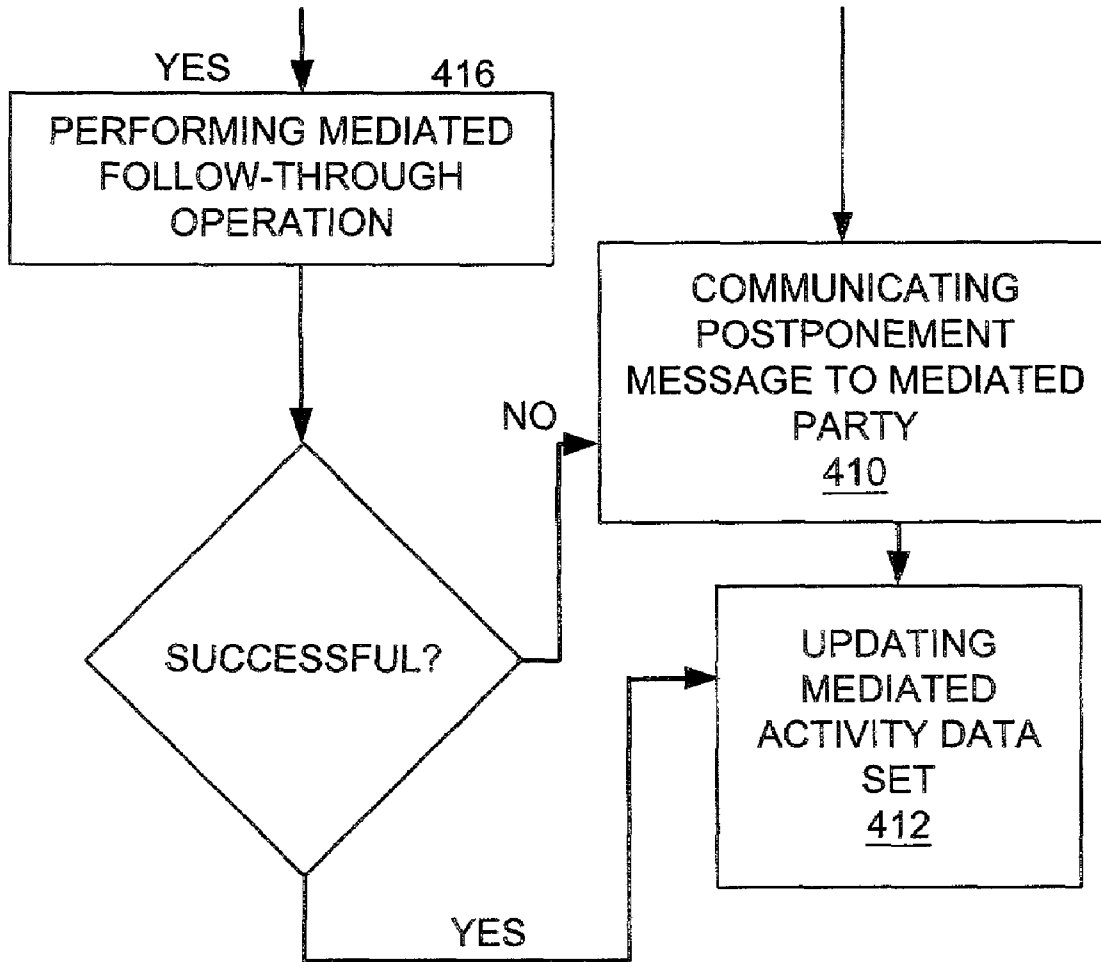 YES
416
PERFORMING MEDIATED
FOLLOW-THROUGH
OPERATION
COMMUNICATING
POSTPONEMENT
MESSAGE TO MEDIATED
PARTY
410
NO
SUCCESSFUL?
UPDATING
MEDIATED
ACTIVITY DATA
SET
412
YES